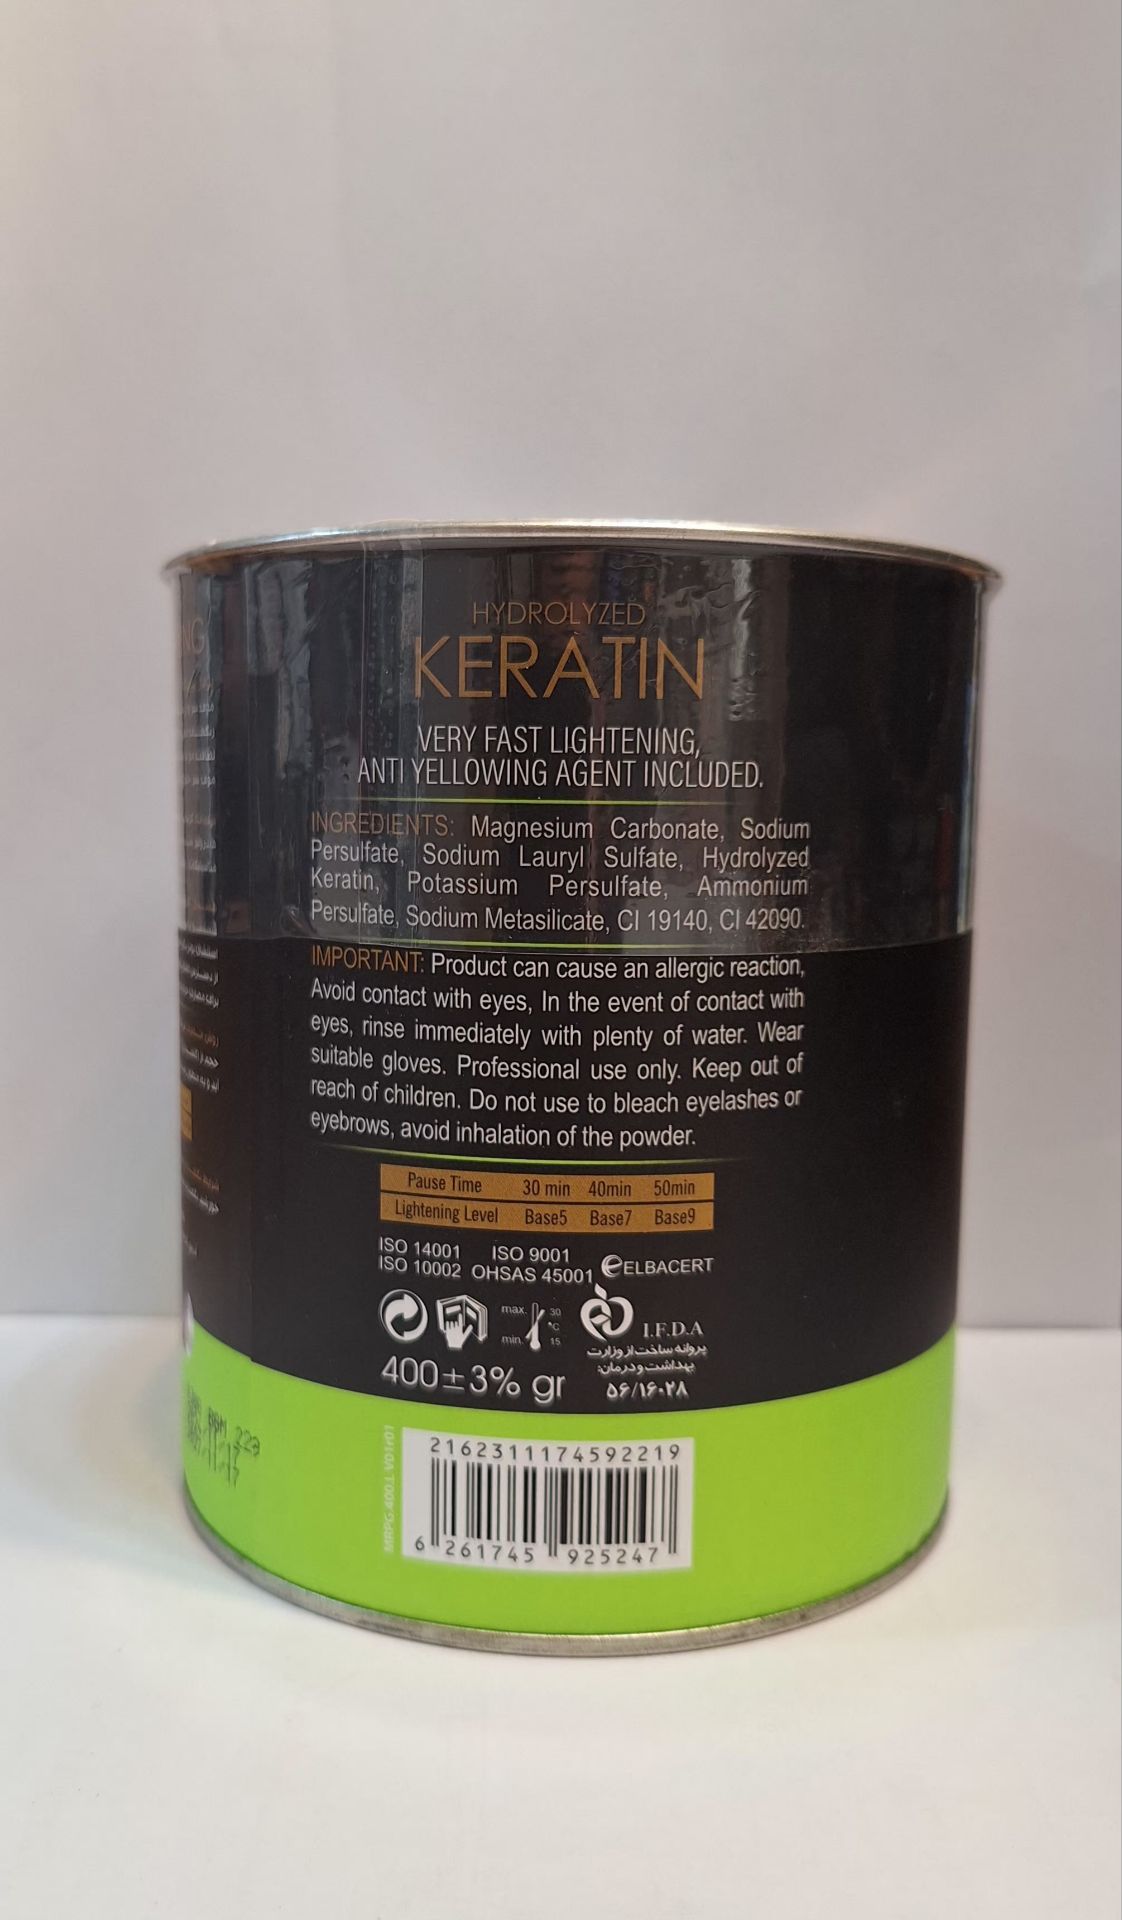 HYDROLYZED
KERATIN
VERY FAST LIGHTENING,
ANTI YELLOWING AGENT INCLUDED.
INGREDIENTS: Magnesium Carbonate, Sodium
Persulfate, Sodium Lauryl Sulfate, Hydrolyzed
Keratin, Potassium Persulfate, Ammonium
Persulfate, Sodium Metasilicate, CI 19140, CI 42090.
IMPORTANT: Product can cause an allergic reaction,
Avoid contact with eyes, In the event of contact with
eyes, rinse immediately with plenty of water. Wear
suitable gloves. Professional use only. Keep out of
reach of children. Do not use to bleach eyelashes or
eyebrows, avoid inhalation of the powder.
Pause Time 30 min 40min 50min
Lightening Level Base5 Base7 Base9
ISO 14001 ISO 9001
ISO 10002 OHSAS 45001
ELBACERT
max. 30
°C
min. 15
I.F.D.A
پروانه ساخت از وزارت
بهداشت و درمان:
۵۶/۱۶۰۲۸
400±3% gr
MRPG.400.L V01r01
2162311174592219
6 261745 925247